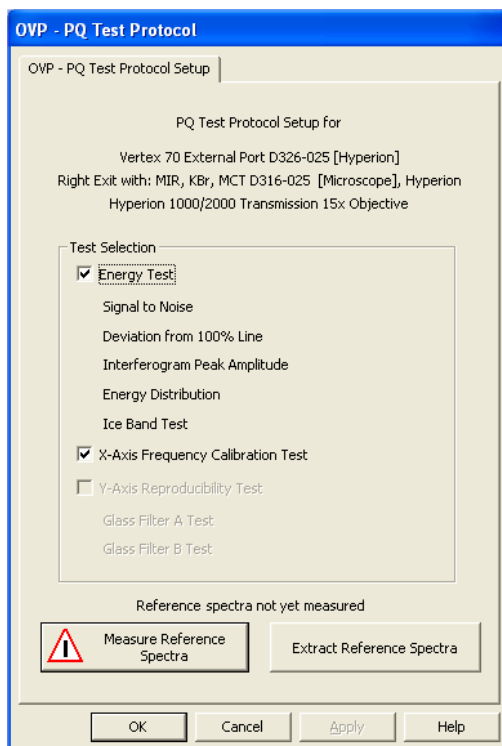 OVP - PQ Test Protocol
OVP - PQ Test Protocol Setup
PQ Test Protocol Setup for
Vertex 70 External Port D326-025 [Hyperion]
Right Exit with: MIR, KBr, MCT D316-025 [Microscope], Hyperion
Hyperion 1000/2000 Transmission 15x Objective
Test Selection
Energy Test
Signal to Noise
Deviation from 100% Line
Interferogram Peak Amplitude
Energy Distribution
Ice Band Test
X-Axis Frequency Calibration Test
Y-Axis Reproducibility Test
Glass Filter A Test
Glass Filter B Test
Reference spectra not yet measured
Measure Reference
Spectra
Extract Reference Spectra
OK Cancel Apply Help